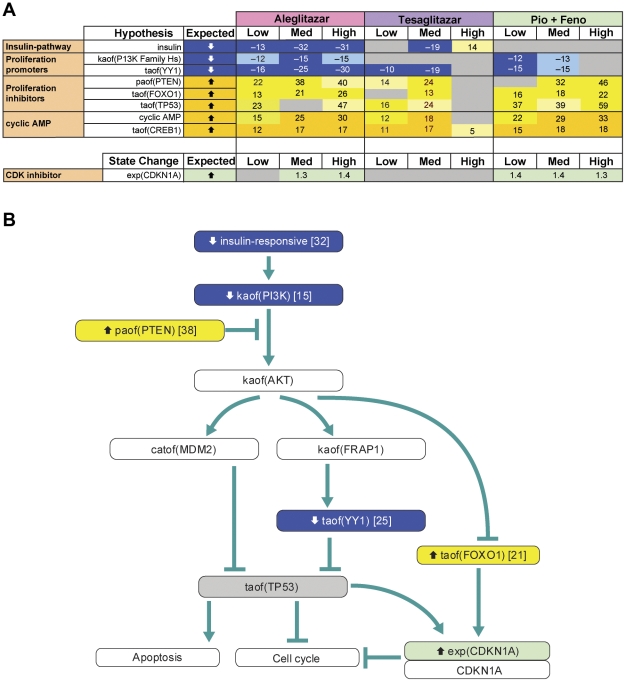 A
Aleglitazar Tesaglitazar Pio + Feno
Hypothesis Expected Low Med High Low Med High Low Med High
Insulin-pathway insulin –13 –32 –31 –19 14
Proliferation promoters kaof(P13K Family Hs) –12 –15 –15 –12 –13
taof(YY1) –16 –25 –30 –10 –19 –15 –15
Proliferation inhibitors paof(PTEN) 22 38 40 14 24 32 46
taof(FOXO1) 13 21 26 13 16 18 22
taof(TP53) 23 47 16 24 37 39 59
cyclic AMP cyclic AMP 15 25 30 12 18 22 29 33
taof(CREB1) 12 17 17 11 17 5 15 18 18
State Change Expected Low Med High Low Med High Low Med High
CDK inhibitor exp(CDKN1A) 1.3 1.4 1.4 1.4 1.3
B
insulin-responsive [32]
kaof(PI3K) [15]
paof(PTEN) [38]
kaof(AKT)
catof(MDM2) kaof(FRAP1)
taof(YY1) [25]
taof(FOXO1) [21]
taof(TP53)
exp(CDKN1A)
Apoptosis Cell cycle
CDKN1A